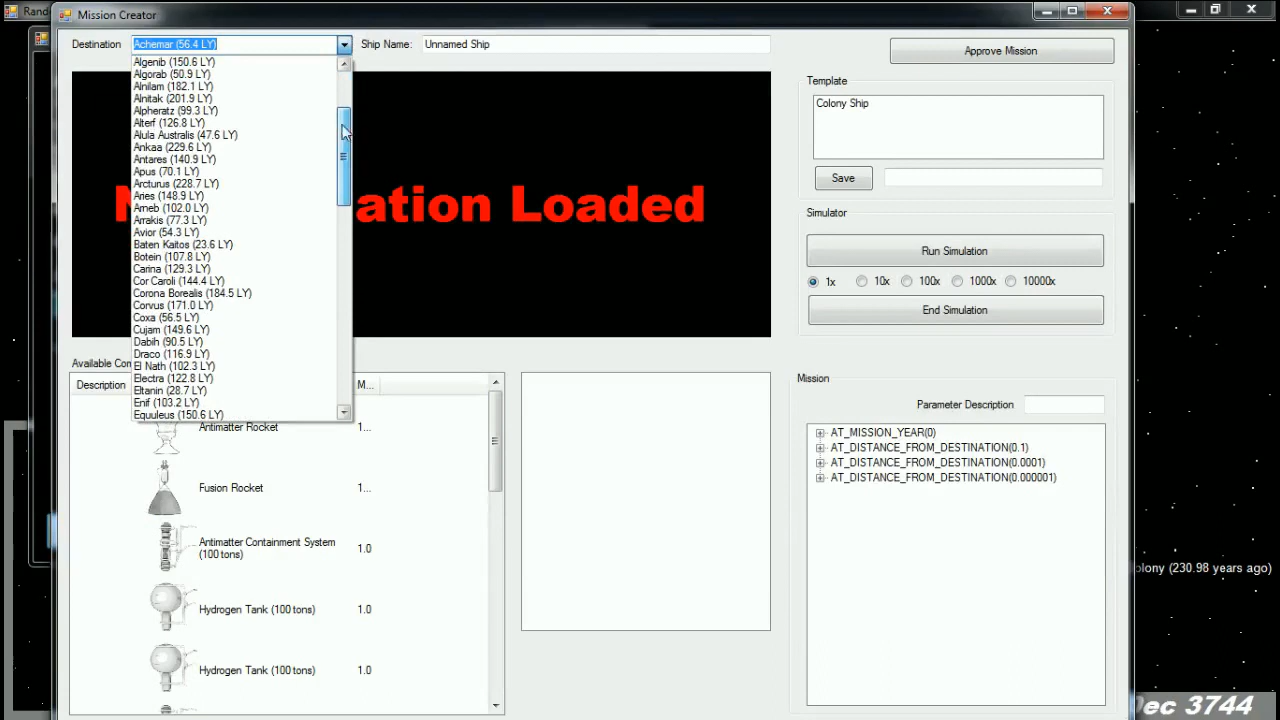 Rand
Mission Creator
Destination
Achemar (56.4 LY)
Ship Name:
Unnamed Ship
Approve Mission
Algenib (150.6 LY)
Algorab (50.9 LY)
Alnilam (182.1 LY)
Alnitak (201.9 LY)
Alpheratz (99.3 LY)
Alterf (126.8 LY)
Alula Australis (47.6 LY)
Ankaa (229.6 LY)
Antares (140.9 LY)
Apus (70.1 LY)
Arcturus (228.7 LY)
Aries (148.9 LY)
Arneb (102.0 LY)
Arrakis (77.3 LY)
Avior (54.3 LY)
Baten Kaitos (23.6 LY)
Botein (107.8 LY)
Carina (129.3 LY)
Cor Caroli (144.4 LY)
Corona Borealis (184.5 LY)
Corvus (171.0 LY)
Coxa (56.5 LY)
Cujam (149.6 LY)
Dabih (90.5 LY)
Draco (116.9 LY)
El Nath (102.3 LY)
Electra (122.8 LY)
Eltanin (28.7 LY)
Enif (103.2 LY)
Equuleus (150.6 LY)
ation Loaded
Template
Colony Ship
Save
Simulator
Run Simulation
1x 10x 100x 1000x 10000x
End Simulation
Available Co
Description
M...
Antimatter Rocket 1...
Fusion Rocket 1...
Antimatter Containment System
(100 tons) 1.0
Hydrogen Tank (100 tons) 1.0
Hydrogen Tank (100 tons) 1.0
Mission
Parameter Description
AT_MISSION_YEAR(0)
AT_DISTANCE_FROM_DESTINATION(0.1)
AT_DISTANCE_FROM_DESTINATION(0.0001)
AT_DISTANCE_FROM_DESTINATION(0.000001)
olony (230.98 years ago)
Dec 3744